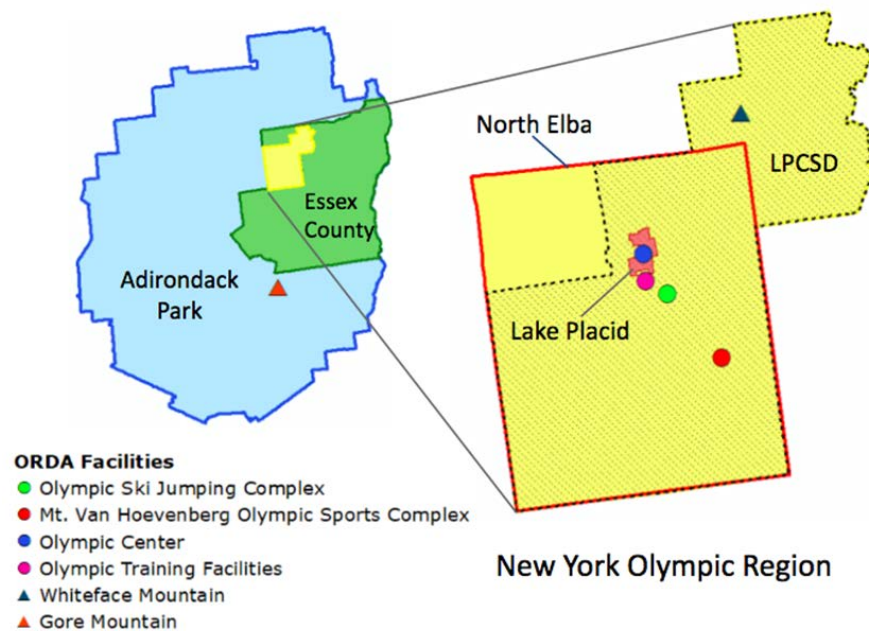 North Elba
LPCSD
Essex
County
Adirondack
Park
Lake Placid
ORDA Facilities
Olympic Ski Jumping Complex
Mt. Van Hoevenberg Olympic Sports Complex
Olympic Center
Olympic Training Facilities
Whiteface Mountain
Gore Mountain
New York Olympic Region